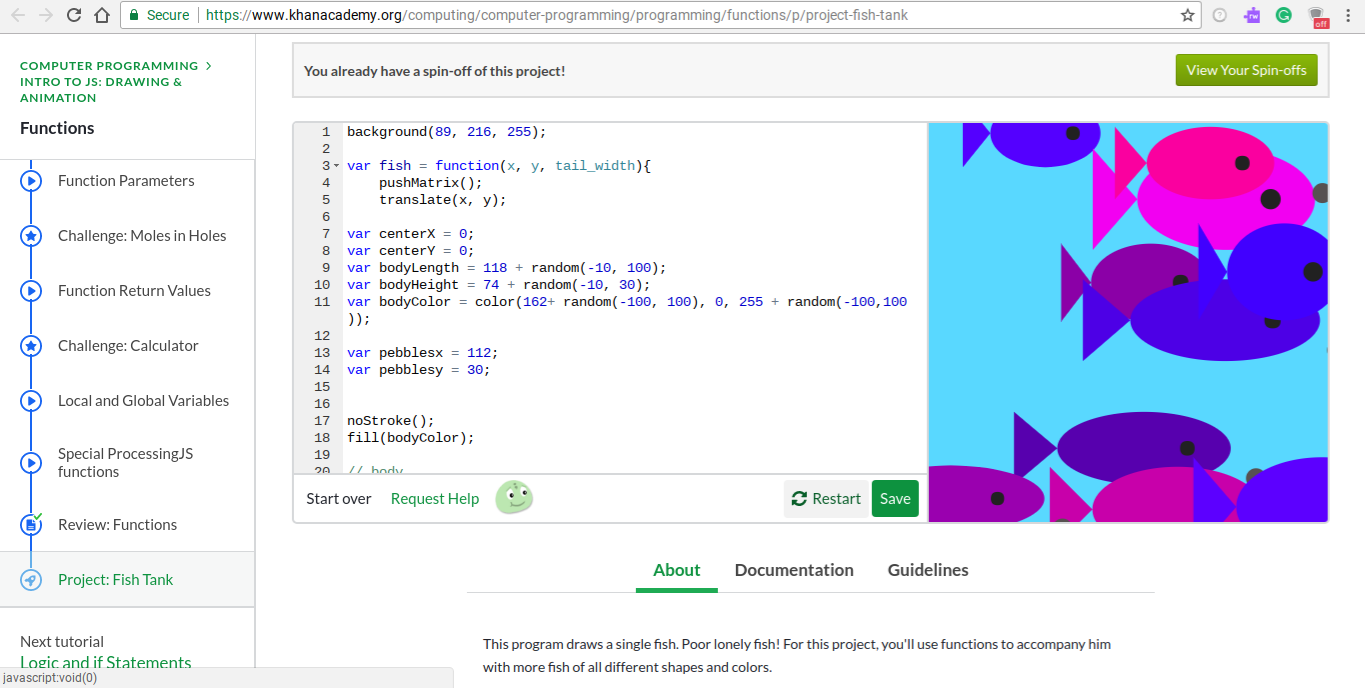 Secure
https://www.khanacademy.org/computing/computer-programming/programming/functions/p/project-fish-tank
rw
G
off
COMPUTER PROGRAMMING >
INTRO TO JS: DRAWING &
ANIMATION
Functions
Function Parameters
Challenge: Moles in Holes
Function Return Values
Challenge: Calculator
Local and Global Variables
Special ProcessingJS
functions
Review: Functions
Project: Fish Tank
Next tutorial
Logic and if Statements
javascript:void(0)
You already have a spin-off of this project!
View Your Spin-offs
1 background(89, 216, 255);
2
3 var fish = function(x, y, tail_width){
4 pushMatrix();
5 translate(x, y);
6
7 var centerX = 0;
8 var centerY = 0;
9 var bodyLength = 118 + random(-10, 100);
10 var bodyHeight = 74 + random(-10, 30);
11 var bodyColor = color(162+ random(-100, 100), 0, 255 + random(-100,100
));
12
13 var pebblesx = 112;
14 var pebblesy = 30;
15
16
17 noStroke();
18 fill(bodyColor);
19
20 // body
Start over
Request Help
Restart
Save
About
Documentation
Guidelines
This program draws a single fish. Poor lonely fish! For this project, you'll use functions to accompany him
with more fish of all different shapes and colors.